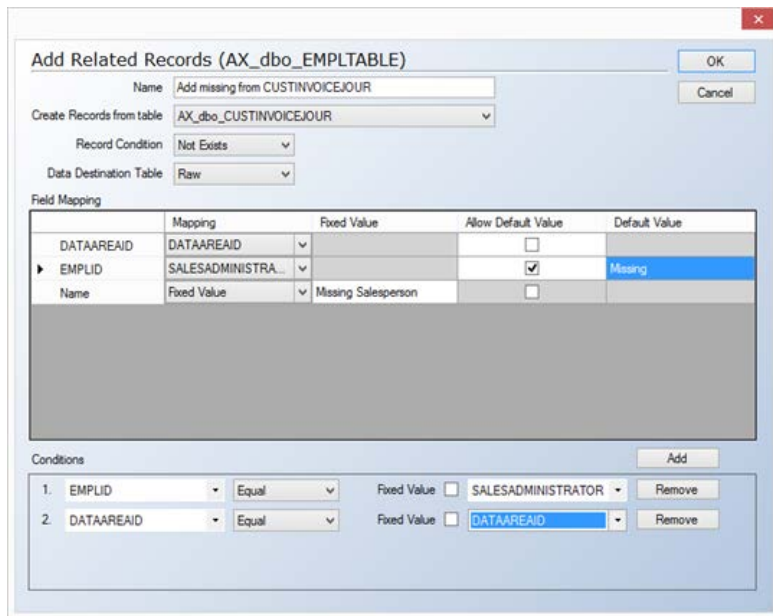 Add Related Records (AX_dbo_EMPLTABLE)
OK
Name Add missing from CUSTINVOICEJOUR
Cancel
Create Records from table AX_dbo_CUSTINVOICEJOUR
Record Condition Not Exists
Data Destination Table Raw
Field Mapping
Mapping Fixed Value Allow Default Value Default Value
DATAAREAID DATAAREAID
EMPLID SALESADMINISTRA... Missing
Name Fixed Value Missing Salesperson
Conditions Add
1. EMPLID Equal Fixed Value SALESADMINISTRATOR Remove
2. DATAAREAID Equal Fixed Value DATAAREAID Remove